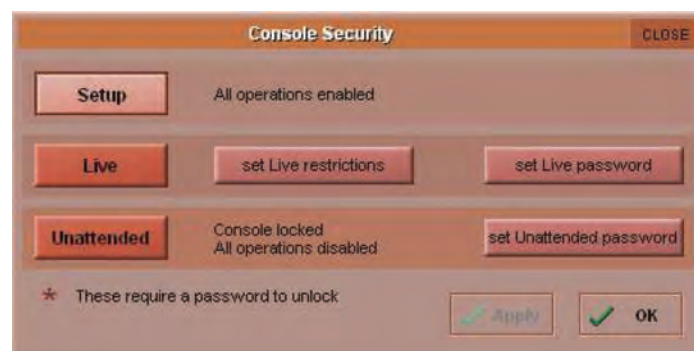 Console Security
CLOSE
Setup
All operations enabled
Live
set Live restrictions
set Live password
Unattended
Console locked
All operations disabled
set Unattended password
* These require a password to unlock
Apply
OK